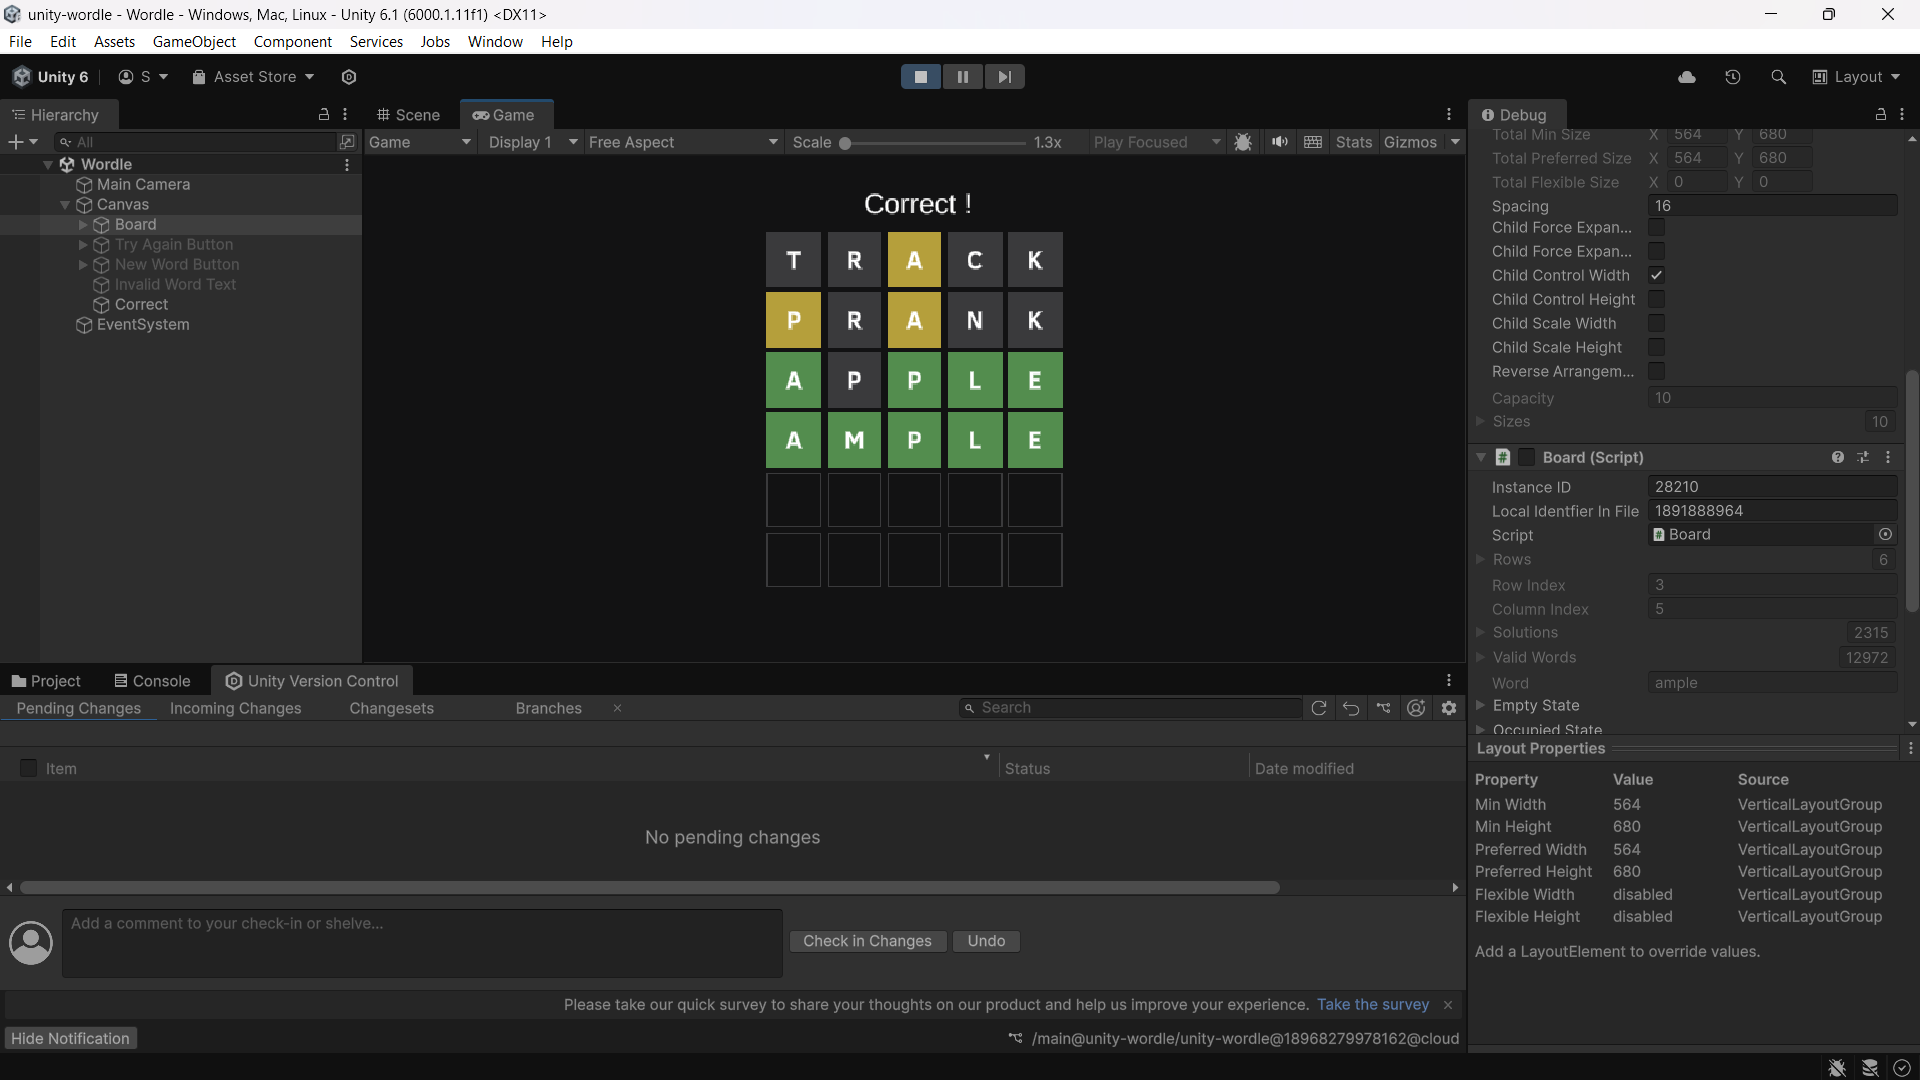 unity-wordle - Wordle - Windows, Mac, Linux - Unity 6.1 (6000.1.11f1) <DX11>
File Edit Assets GameObject Component Services Jobs Window Help
Unity 6 S Asset Store Layout
Hierarchy
All
Wordle
Main Camera
Canvas
Board
Try Again Button
New Word Button
Invalid Word Text
Correct
EventSystem
Scene Game
Game Display 1 Free Aspect Scale 1.3x Play Focused Stats Gizmos
Correct !
T R A C K
P R A N K
A P P L E
A M P L E
Debug
Total Min Size X 564 Y 680
Total Preferred Size X 564 Y 680
Total Flexible Size X 0 Y 0
Spacing 16
Child Force Expan...
Child Force Expan...
Child Control Width
Child Control Height
Child Scale Width
Child Scale Height
Reverse Arrangem...
Capacity 10
Sizes 10
# Board (Script)
Instance ID 28210
Local Identfier In File 1891888964
Script # Board
Rows 6
Row Index 3
Column Index 5
Solutions 2315
Valid Words 12972
Word ample
Empty State
Occupied State
Layout Properties
Property Value Source
Min Width 564 VerticalLayoutGroup
Min Height 680 VerticalLayoutGroup
Preferred Width 564 VerticalLayoutGroup
Preferred Height 680 VerticalLayoutGroup
Flexible Width disabled VerticalLayoutGroup
Flexible Height disabled VerticalLayoutGroup
Add a LayoutElement to override values.
Project Console Unity Version Control
Pending Changes Incoming Changes Changesets Branches × Search
Item Status Date modified
No pending changes
Add a comment to your check-in or shelve...
Check in Changes Undo
Please take our quick survey to share your thoughts on our product and help us improve your experience. Take the survey ×
Hide Notification
/main@unity-wordle/unity-wordle@18968279978162@cloud